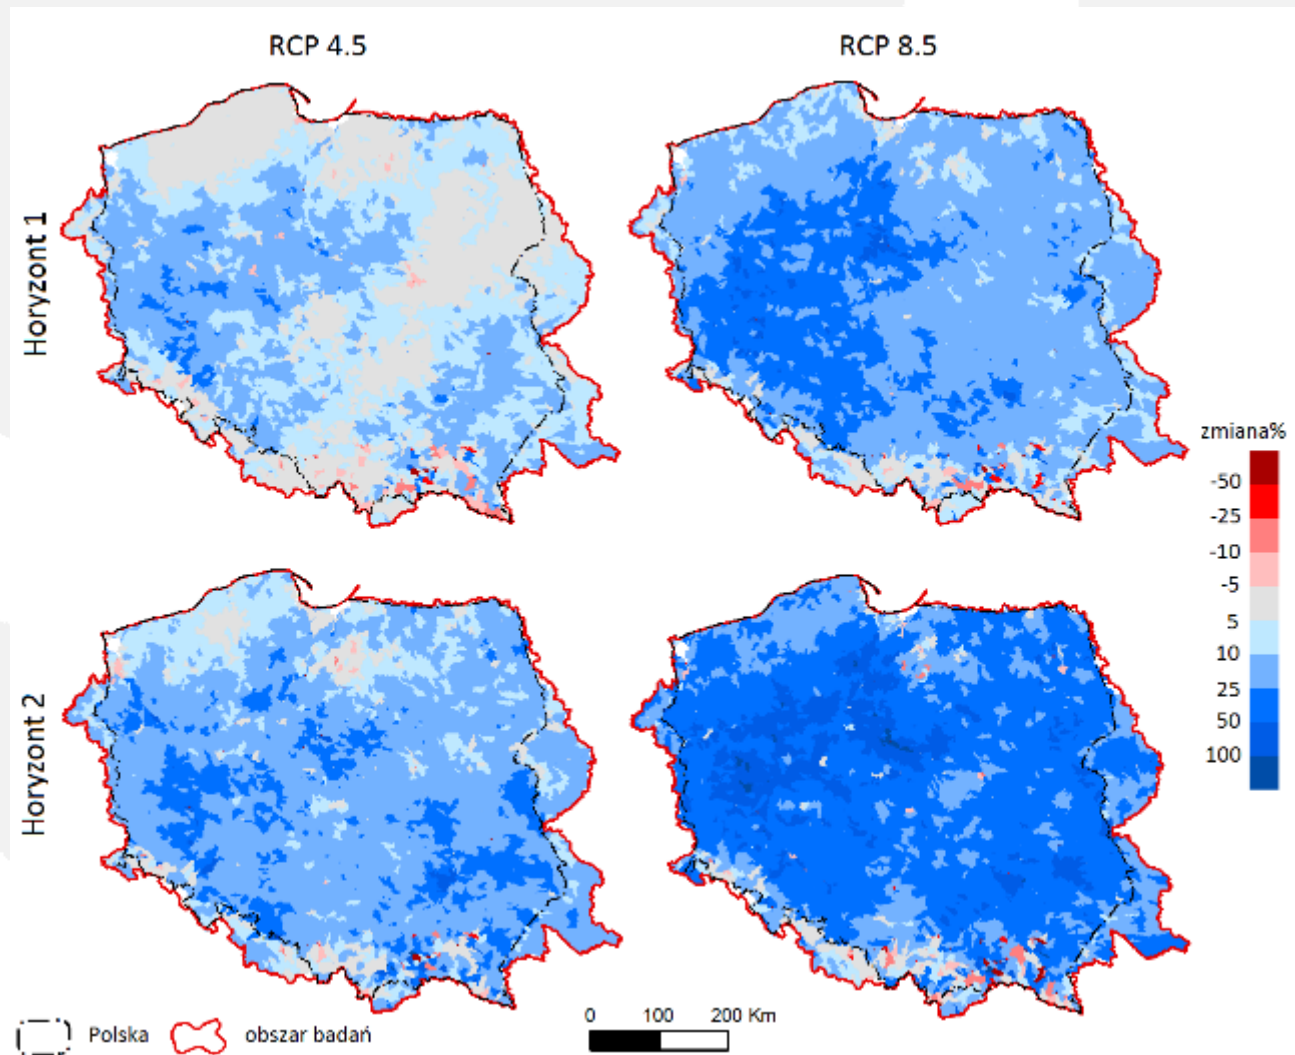 RCP 4.5
RCP 8.5
Horyzont 1
zmiana%
-50
-25
-10
-5
5
10
25
50
100
Horyzont 2
0 100 200 Km
Polska
obszar badań